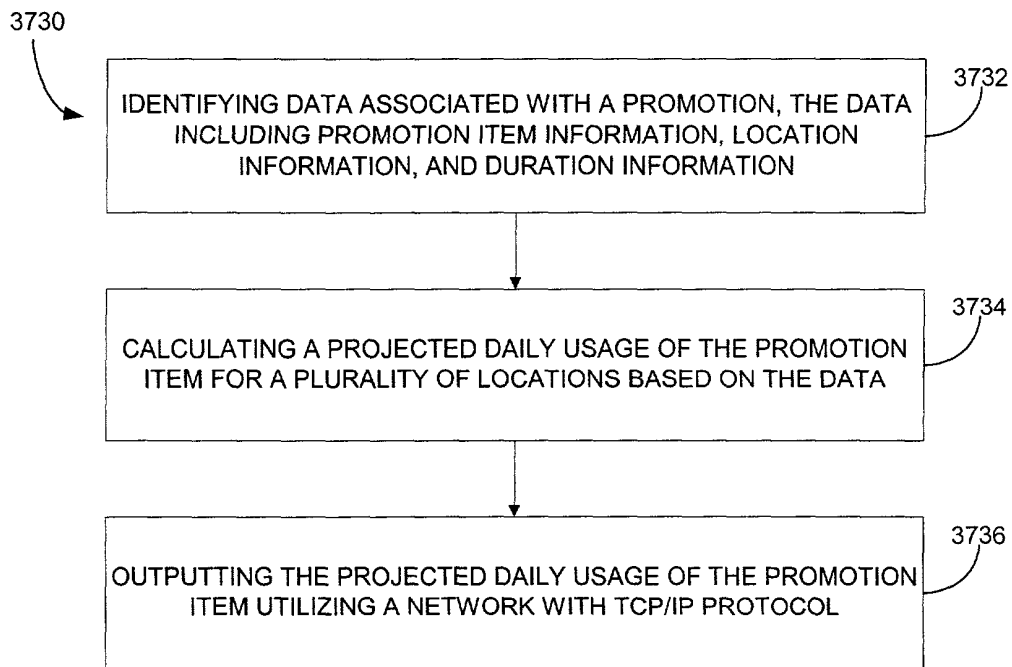 3730
3732
IDENTIFYING DATA ASSOCIATED WITH A PROMOTION, THE DATA
INCLUDING PROMOTION ITEM INFORMATION, LOCATION
INFORMATION, AND DURATION INFORMATION
3734
CALCULATING A PROJECTED DAILY USAGE OF THE PROMOTION
ITEM FOR A PLURALITY OF LOCATIONS BASED ON THE DATA
3736
OUTPUTTING THE PROJECTED DAILY USAGE OF THE PROMOTION
ITEM UTILIZING A NETWORK WITH TCP/IP PROTOCOL